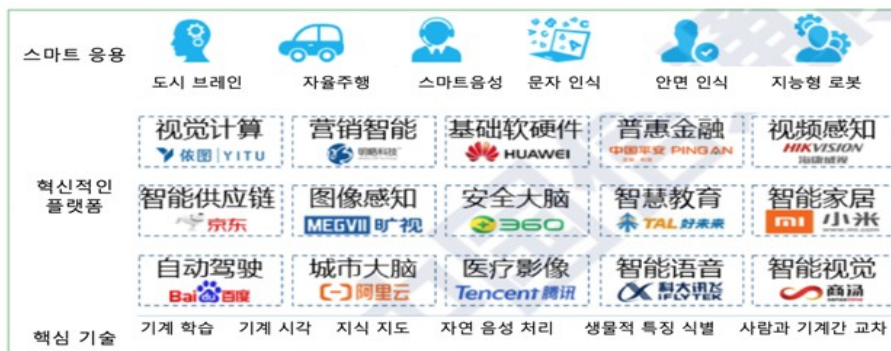 스마트 응용
도시 브레인 자율주행 스마트음성 문자 인식 안면 인식 지능형 로봇
혁신적인
플랫폼
视觉计算 营销智能 基础软硬件 普惠金融 视频感知
依图 | YITU 明略科技 HUAWEI 中国平安 PING AN HIKVISION 海康威视
智能供应链 图像感知 安全大脑 智慧教育 智能家居
京东 MEGVII 旷视 360 TAL 好未来 mi 小米
自动驾驶 城市大脑 医疗影像 智能语音 智能视觉
Bai 百度 阿里云 Tencent 腾讯 科大讯飞 IFLYTEK 商汤
핵심 기술
기계 학습 기계 시각 지식 지도 자연 음성 처리 생물적 특징 식별 사람과 기계간 교차